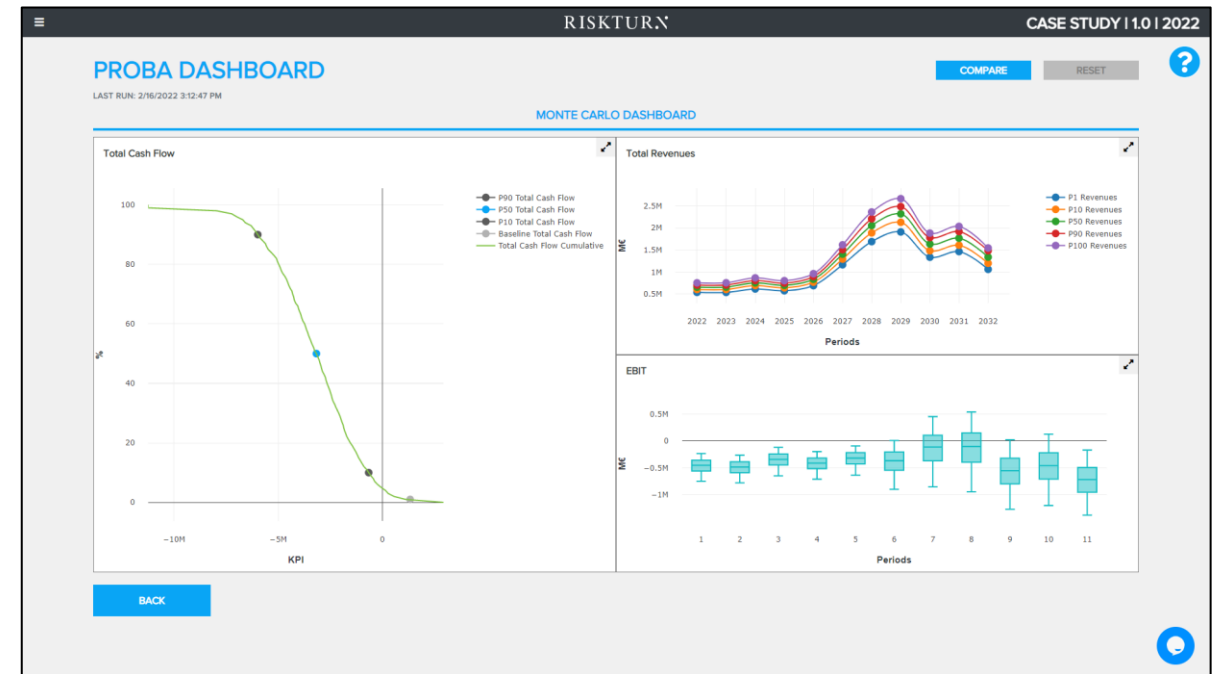 RISKTURN
CASE STUDY | 1.0 | 2022
PROBA DASHBOARD
COMPARE
RESET
?
LAST RUN: 2/16/2022 3:12:47 PM
MONTE CARLO DASHBOARD
Total Cash Flow
P90 Total Cash Flow
P50 Total Cash Flow
P10 Total Cash Flow
Baseline Total Cash Flow
Total Cash Flow Cumulative
100
80
60
40
20
0
%
−10M −5M 0
KPI
Total Revenues
P1 Revenues
P10 Revenues
P50 Revenues
P90 Revenues
P100 Revenues
2.5M
2M
1.5M
1M
0.5M
M€
2022 2023 2024 2025 2026 2027 2028 2029 2030 2031 2032
Periods
EBIT
0.5M
0
−0.5M
−1M
M€
1 2 3 4 5 6 7 8 9 10 11
Periods
BACK